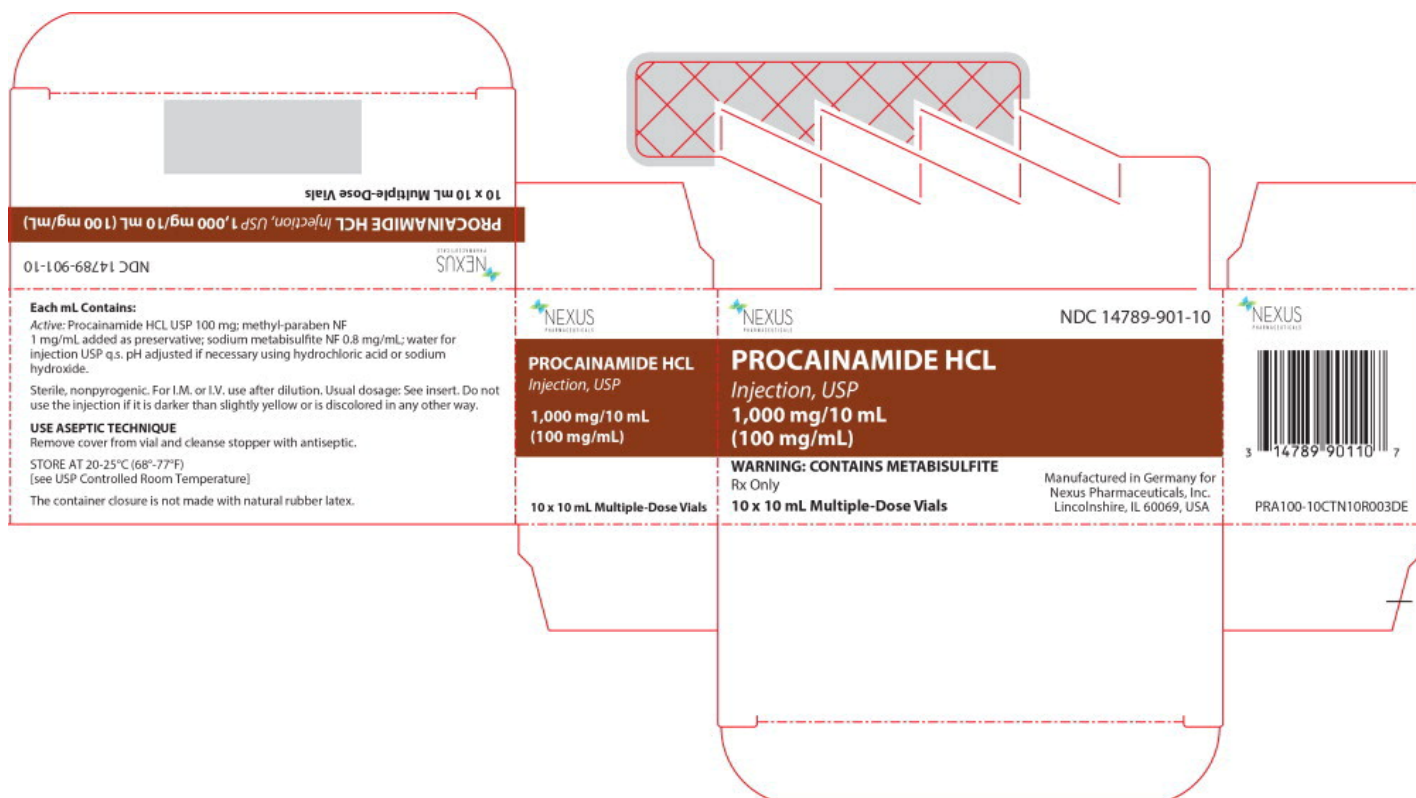 10 x 10 mL Multiple-Dose Vials
PROCAINAMIDE HCL Injection, USP 1,000 mg/10 mL (100 mg/mL)
NEXUS
PHARMACEUTICALS
NDC 14789-901-10
Each mL Contains:
Active: Procainamide HCL USP 100 mg; methyl-paraben NF
1 mg/mL added as preservative; sodium metabisulfite NF 0.8 mg/mL; water for
injection USP q.s. pH adjusted if necessary using hydrochloric acid or sodium
hydroxide.
Sterile, nonpyrogenic. For I.M. or I.V. use after dilution. Usual dosage: See insert. Do not
use the injection if it is darker than slightly yellow or is discolored in any other way.
USE ASEPTIC TECHNIQUE
Remove cover from vial and cleanse stopper with antiseptic.
STORE AT 20-25°C (68°-77°F)
[see USP Controlled Room Temperature]
The container closure is not made with natural rubber latex.
NEXUS
PHARMACEUTICALS
PROCAINAMIDE HCL
Injection, USP
1,000 mg/10 mL
(100 mg/mL)
10 x 10 mL Multiple-Dose Vials
NEXUS
PHARMACEUTICALS
NDC 14789-901-10
PROCAINAMIDE HCL
Injection, USP
1,000 mg/10 mL
(100 mg/mL)
WARNING: CONTAINS METABISULFITE
Rx Only
10 x 10 mL Multiple-Dose Vials
Manufactured in Germany for
Nexus Pharmaceuticals, Inc.
Lincolnshire, IL 60069, USA
NEXUS
PHARMACEUTICALS
3 14789 90110 7
PRA100-10CTN10R003DE